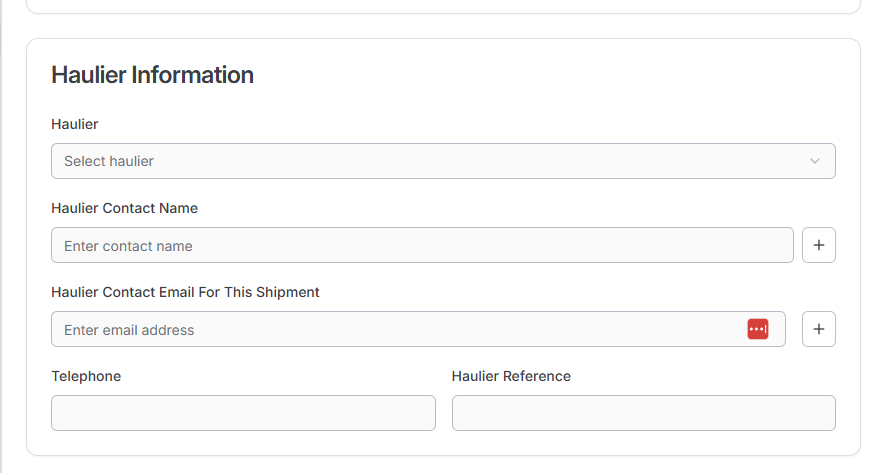 Haulier Information
Haulier
Select haulier
Haulier Contact Name
Enter contact name
Haulier Contact Email For This Shipment
Enter email address
Telephone Haulier Reference